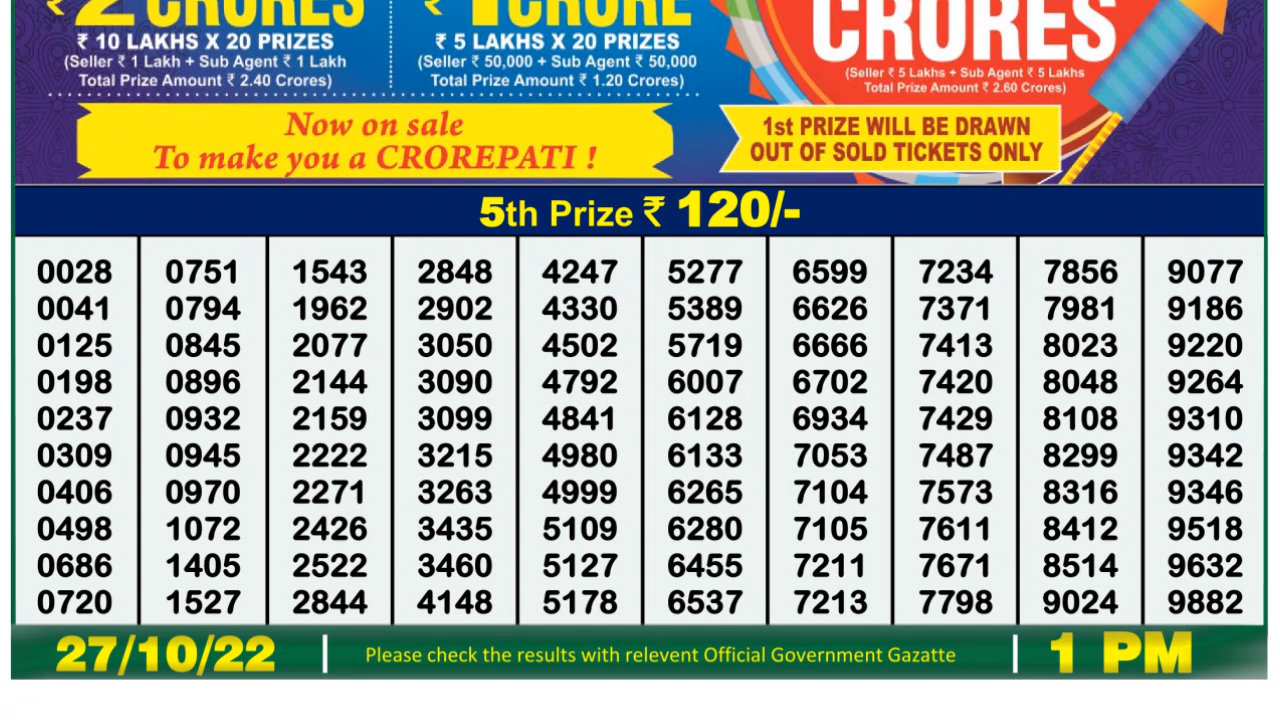 ₹ 2 CRORES
₹ 10 LAKHS X 20 PRIZES
(Seller ₹ 1 Lakh + Sub Agent ₹ 1 Lakh
Total Prize Amount ₹ 2.40 Crores)
₹ 1 CRORE
₹ 5 LAKHS X 20 PRIZES
(Seller ₹ 50,000 + Sub Agent ₹ 50,000
Total Prize Amount ₹ 1.20 Crores)
CRORES
(Seller ₹ 5 Lakhs + Sub Agent ₹ 5 Lakhs
Total Prize Amount ₹ 2.60 Crores)
Now on sale
To make you a CROREPATI !
1st PRIZE WILL BE DRAWN
OUT OF SOLD TICKETS ONLY
5th Prize ₹ 120/-
0028 0751 1543 2848 4247 5277 6599 7234 7856 9077
0041 0794 1962 2902 4330 5389 6626 7371 7981 9186
0125 0845 2077 3050 4502 5719 6666 7413 8023 9220
0198 0896 2144 3090 4792 6007 6702 7420 8048 9264
0237 0932 2159 3099 4841 6128 6934 7429 8108 9310
0309 0945 2222 3215 4980 6133 7053 7487 8299 9342
0406 0970 2271 3263 4999 6265 7104 7573 8316 9346
0498 1072 2426 3435 5109 6280 7105 7611 8412 9518
0686 1405 2522 3460 5127 6455 7211 7671 8514 9632
0720 1527 2844 4148 5178 6537 7213 7798 9024 9882
27/10/22 | Please check the results with relevent Official Government Gazatte | 1 PM